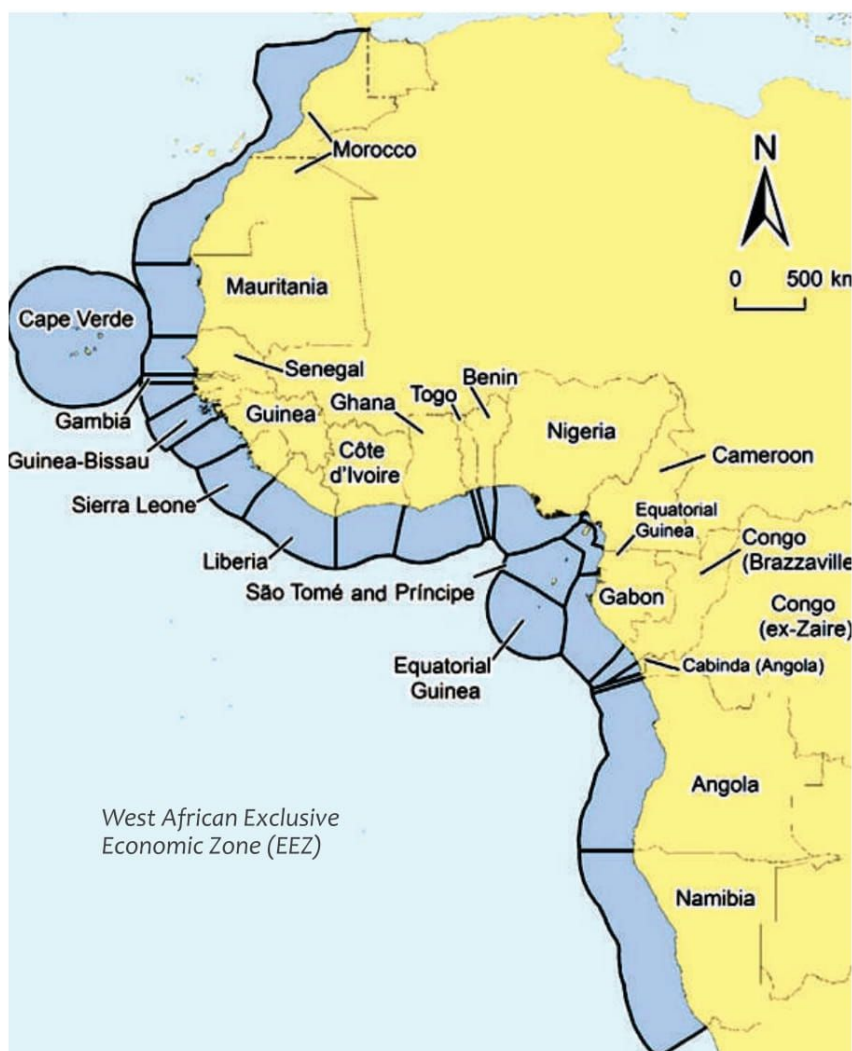 N
Morocco
0 500 km
Mauritania
Cape Verde
Senegal
Benin
Togo
Gambia
Guinea
Ghana
Nigeria
Côte
d'Ivoire
Cameroon
Guinea-Bissau
Sierra Leone
Equatorial
Guinea
Congo
(Brazzaville
Liberia
São Tomé and Príncipe
Gabon
Congo
(ex-Zaire)
Equatorial
Guinea
Cabinda (Angola)
Angola
West African Exclusive
Economic Zone (EEZ)
Namibia